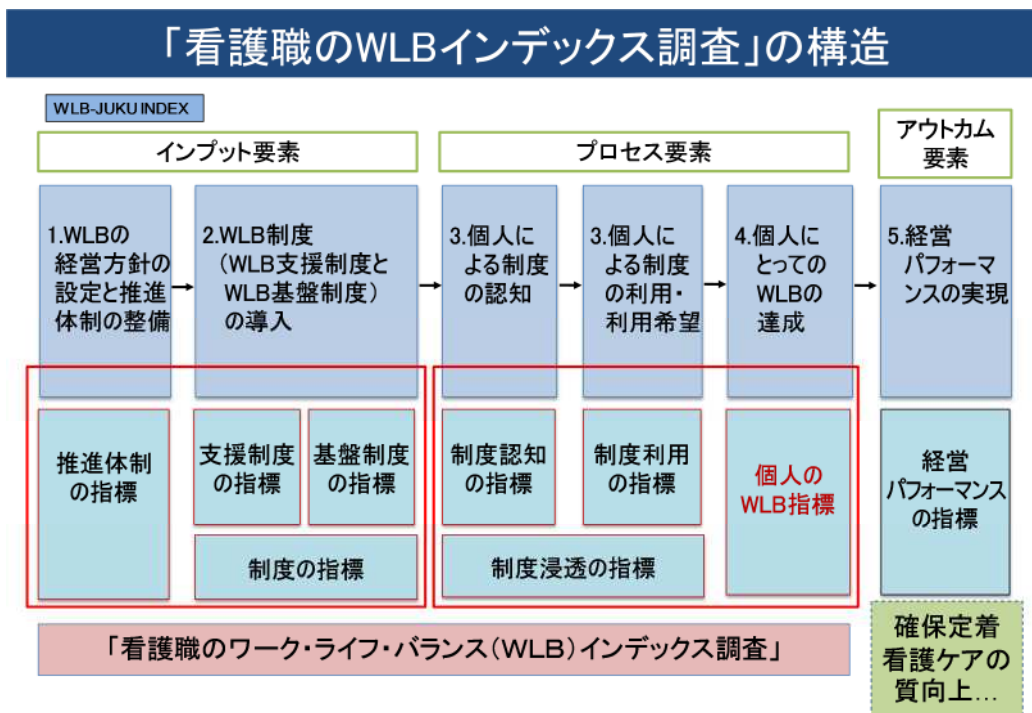 「看護職のWLBインデックス調査」の構造
WLB-JUKU INDEX
インプット要素
プロセス要素
アウトカム
要素
1.WLBの
経営方針の
設定と推進
体制の整備
2.WLB制度
(WLB支援制度と
WLB基盤制度)
の導入
3.個人に
よる制度
の認知
3.個人に
よる制度
の利用・
利用希望
4.個人に
とっての
WLBの
達成
5.経営
パフォーマ
ンスの実現
推進体制
の指標
支援制度
の指標
基盤制度
の指標
制度の指標
制度認知
の指標
制度利用
の指標
制度浸透の指標
個人の
WLB指標
経営
パフォーマンス
の指標
「看護職のワーク・ライフ・バランス(WLB)インデックス調査」
確保定着
看護ケアの
質向上…